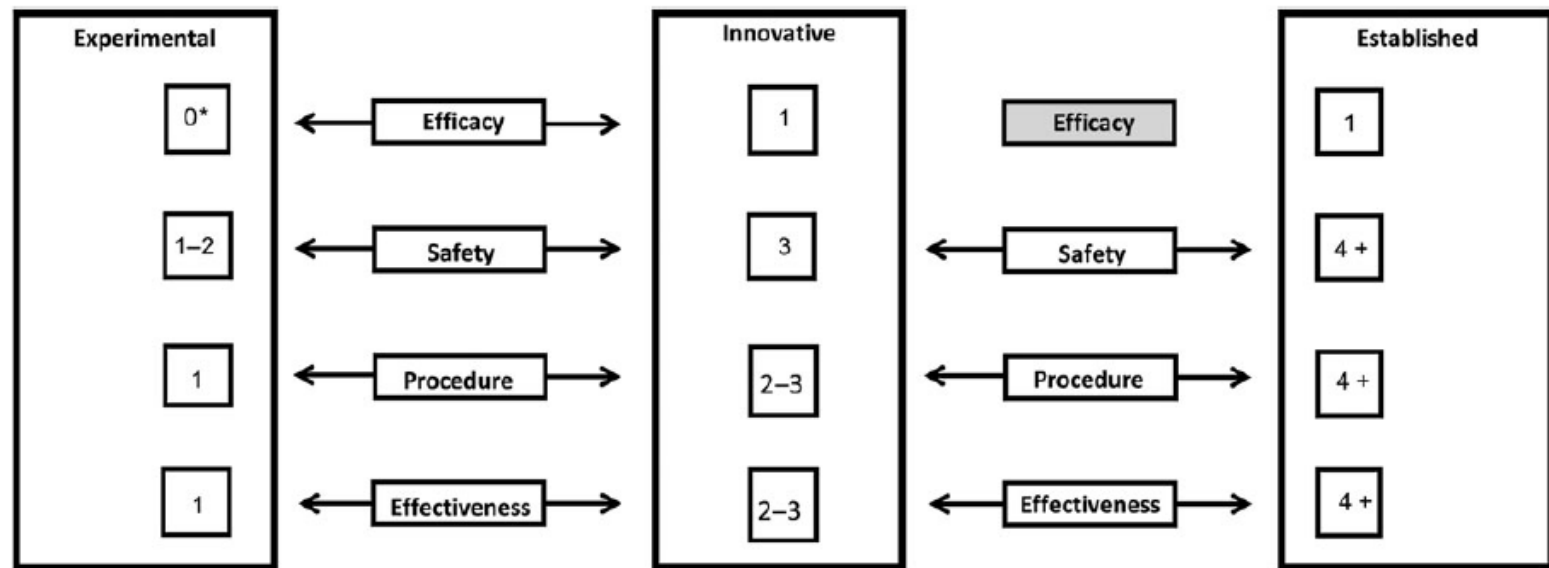 Experimental
Innovative
Established
0*
Efficacy
1
Efficacy
1
1–2
Safety
3
Safety
4 +
1
Procedure
2–3
Procedure
4 +
1
Effectiveness
2–3
Effectiveness
4 +